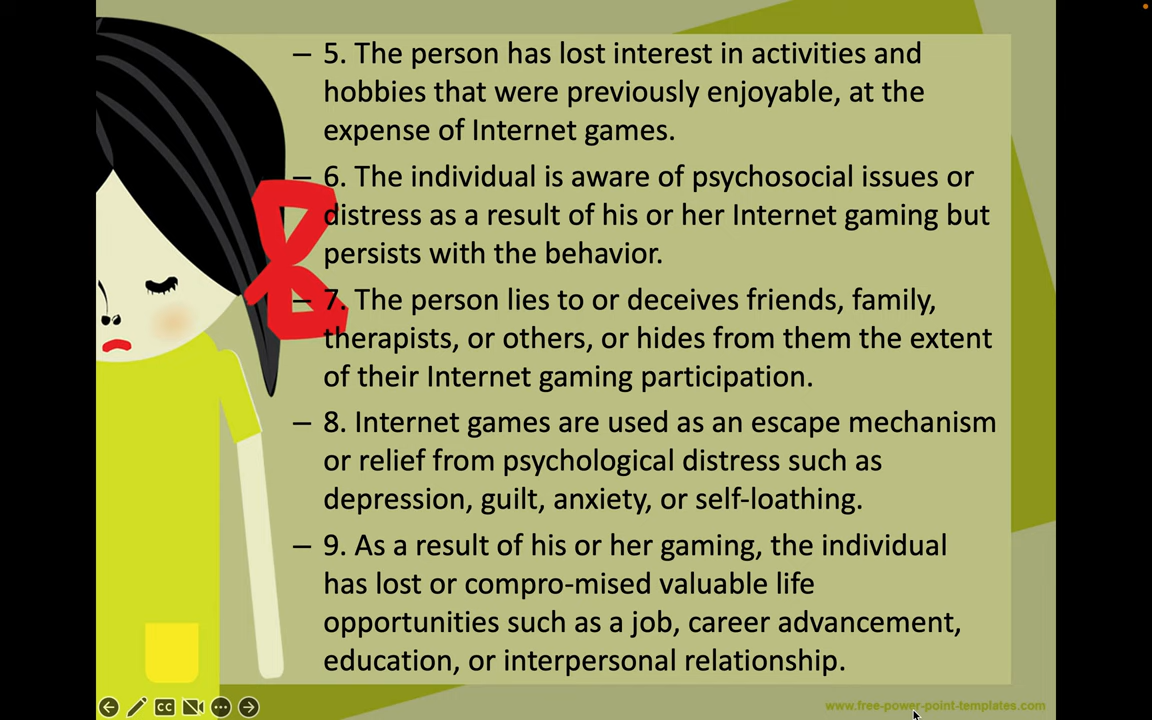 – 5. The person has lost interest in activities and
hobbies that were previously enjoyable, at the
expense of Internet games.
– 6. The individual is aware of psychosocial issues or
distress as a result of his or her Internet gaming but
persists with the behavior.
– 7. The person lies to or deceives friends, family,
therapists, or others, or hides from them the extent
of their Internet gaming participation.
– 8. Internet games are used as an escape mechanism
or relief from psychological distress such as
depression, guilt, anxiety, or self-loathing.
– 9. As a result of his or her gaming, the individual
has lost or compro-mised valuable life
opportunities such as a job, career advancement,
education, or interpersonal relationship.
CC
www.free-power-point-templates.com